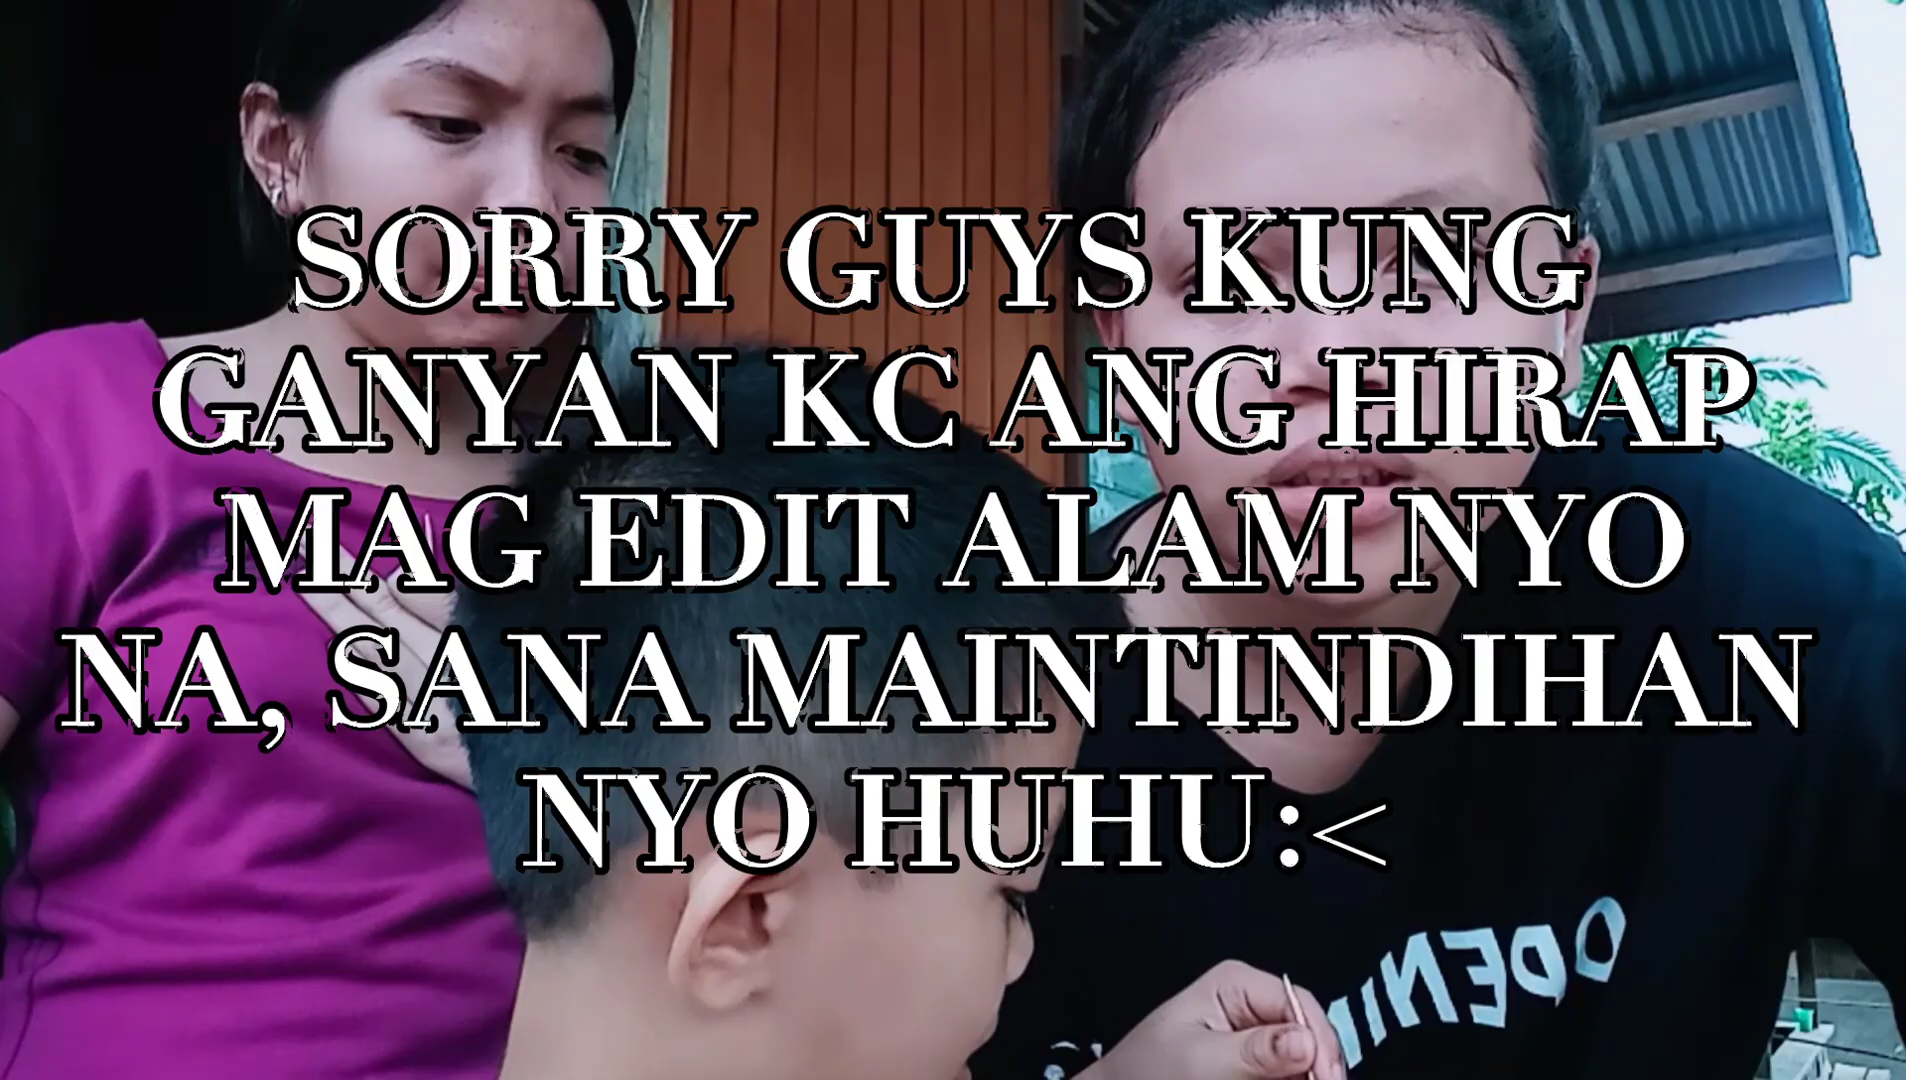 SORRY GUYS KUNG
GANYAN KC ANG HIRAP
MAG EDIT ALAM NYO
NA, SANA MAINTINDIHAN
NYO HUHU:<